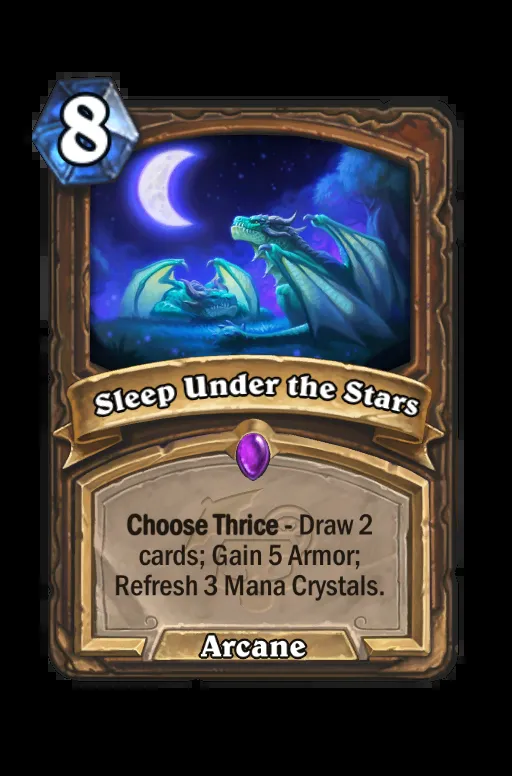 8
Sleep Under the Stars
Choose Thrice - Draw 2
cards; Gain 5 Armor;
Refresh 3 Mana Crystals.
Arcane